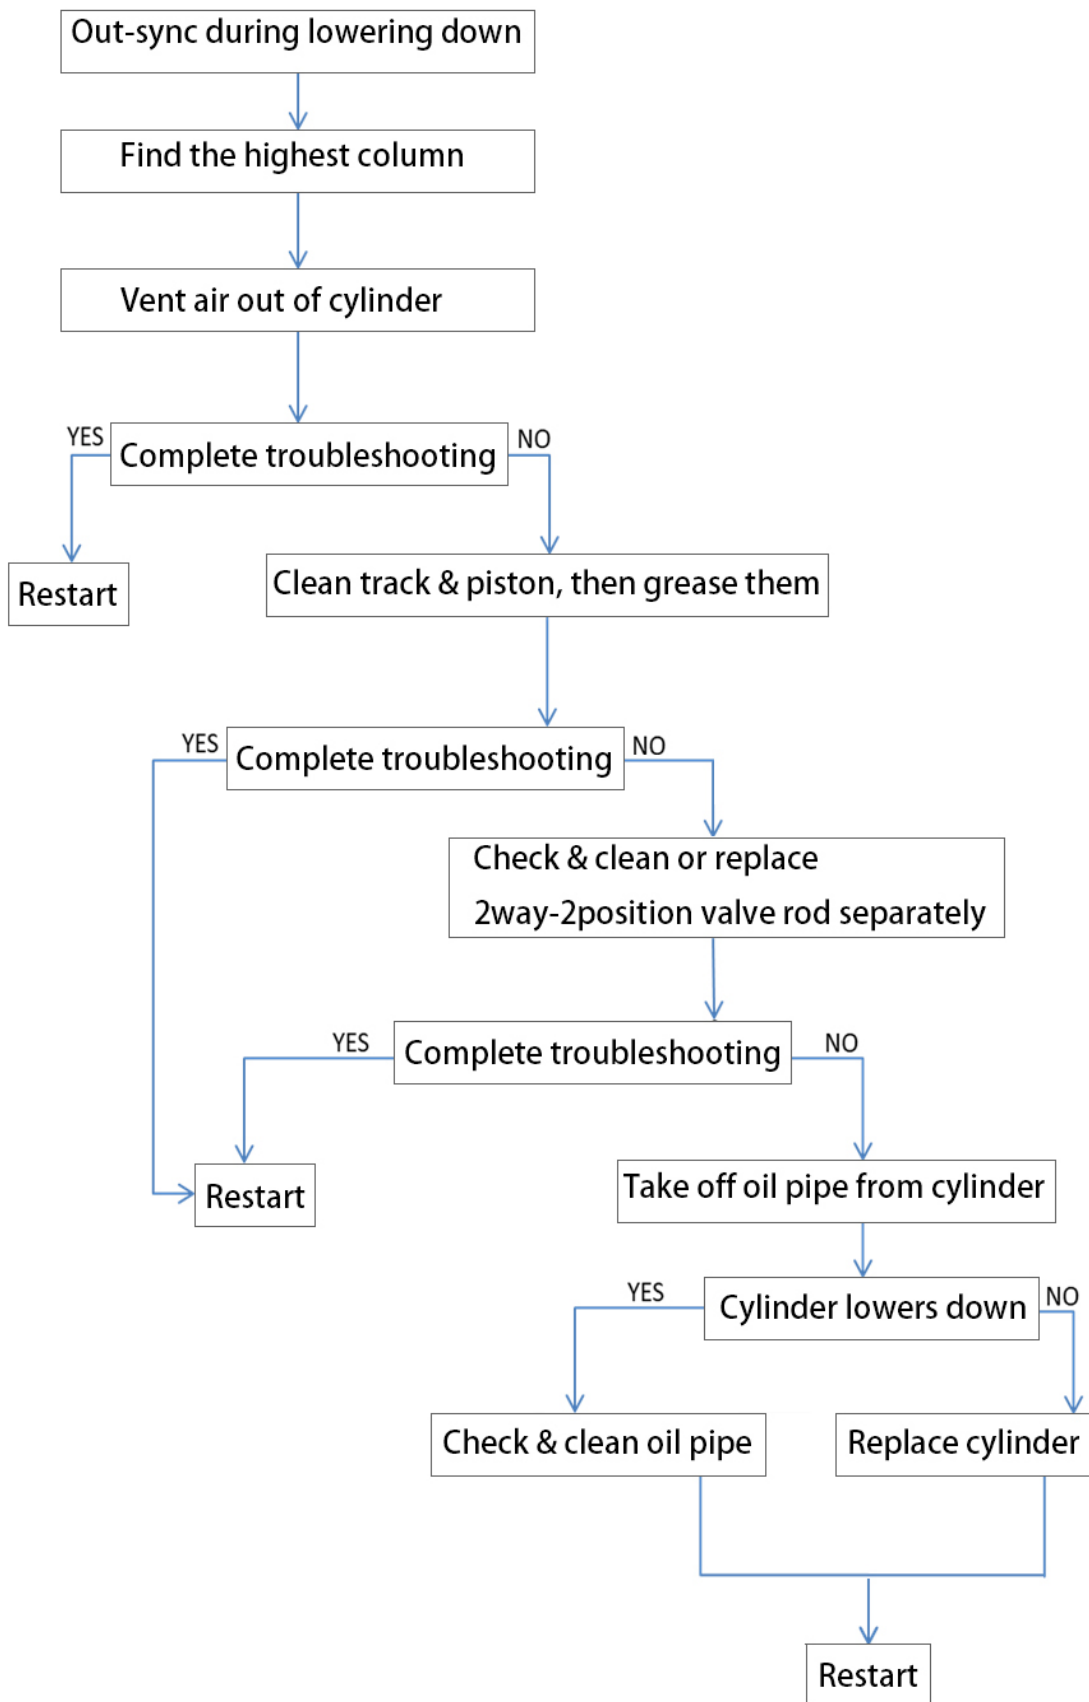 Out-sync during lowering down
Find the highest column
Vent air out of cylinder
YES
Complete troubleshooting
NO
Restart
Clean track & piston, then grease them
YES
Complete troubleshooting
NO
Check & clean or replace
2way-2position valve rod separately
YES
Complete troubleshooting
NO
Restart
Take off oil pipe from cylinder
YES
Cylinder lowers down
NO
Check & clean oil pipe
Replace cylinder
Restart